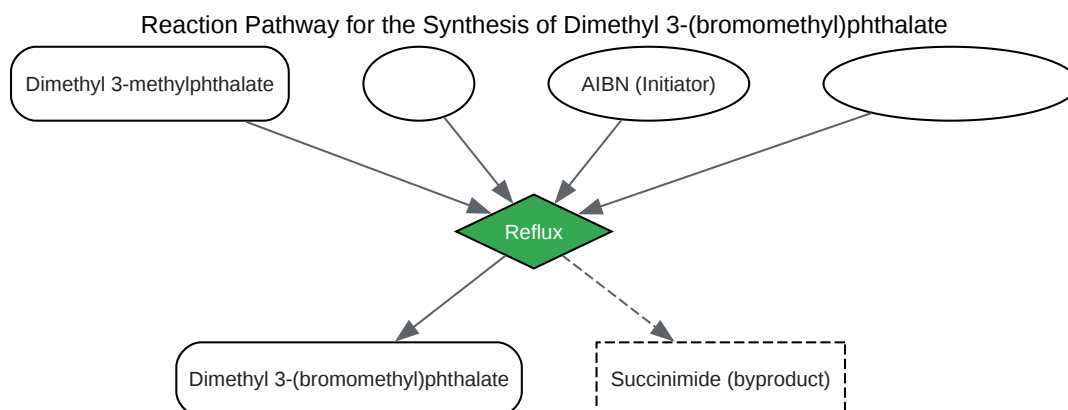 Reaction Pathway for the Synthesis of Dimethyl 3-(bromomethyl)phthalate
Dimethyl 3-methylphthalate
AIBN (Initiator)
Reflux
Dimethyl 3-(bromomethyl)phthalate
Succinimide (byproduct)